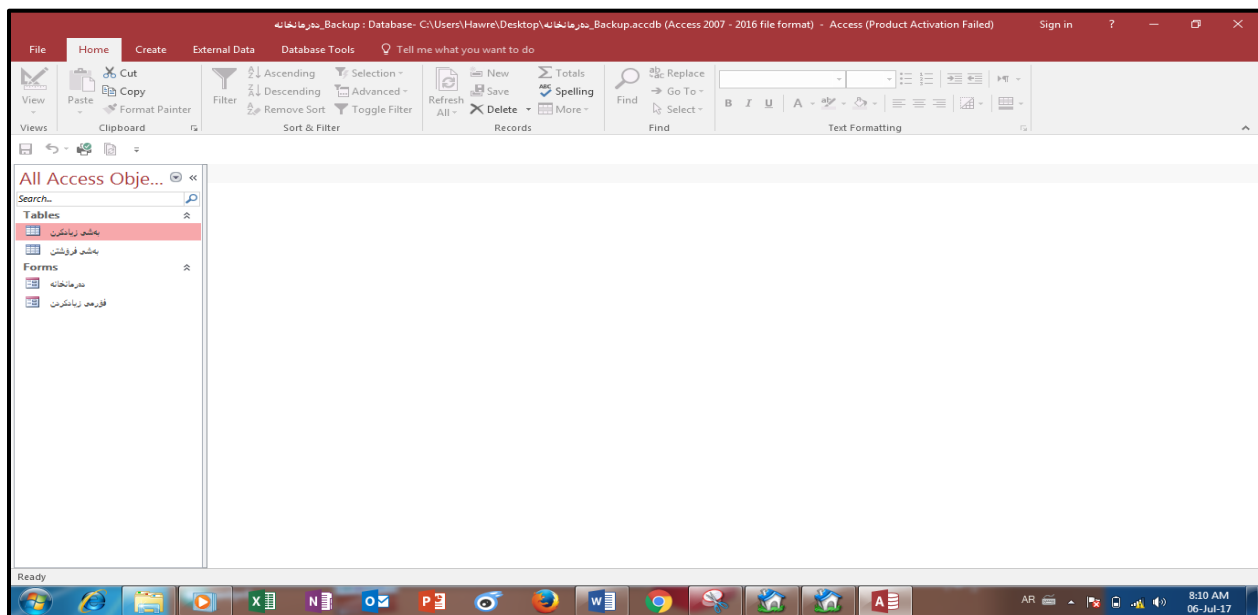 دەرمانخانە_Backup : Database- C:\Users\Hawre\Desktop\دەرمانخانە_Backup.accdb (Access 2007 - 2016 file format) - Access (Product Activation Failed)
Sign in ?
File Home Create External Data Database Tools Tell me what you want to do
Cut Ascending Selection New Totals Replace
Copy Descending Advanced Save Spelling Go To
View Paste Format Painter Filter Remove Sort Toggle Filter Refresh All Delete More Find Select B I U A
Views Clipboard Sort & Filter Records Find Text Formatting
All Access Obje...
Search..
Tables
بەشی زیادکرن
بەشی فرۆشتن
Forms
دەرمانخانە
فۆرمی زیادکردن
Ready
AR 8:10 AM
06-Jul-17